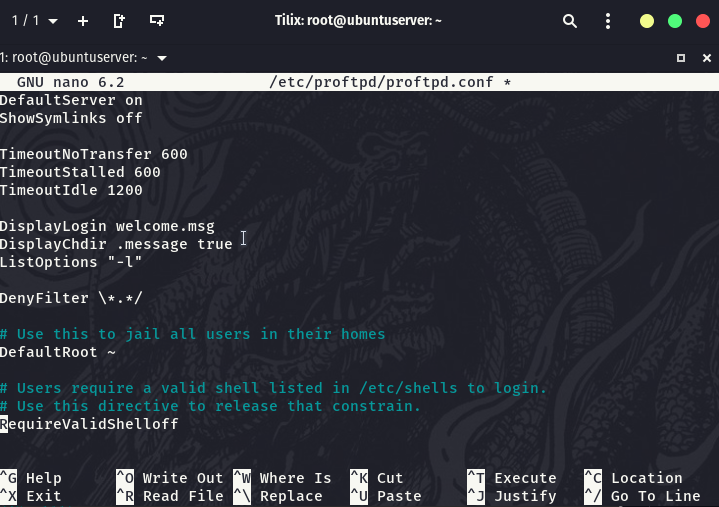 1 / 1
Tilix: root@ubuntuserver: ~
1: root@ubuntuserver: ~
GNU nano 6.2 /etc/proftpd/proftpd.conf *
DefaultServer on
ShowSymlinks off
TimeoutNoTransfer 600
TimeoutStalled 600
TimeoutIdle 1200
DisplayLogin welcome.msg
DisplayChdir .message true
ListOptions "-l"
DenyFilter \*.*/
# Use this to jail all users in their homes
DefaultRoot ~
# Users require a valid shell listed in /etc/shells to login.
# Use this directive to release that constrain.
RequireValidShelloff
^G Help ^O Write Out ^W Where Is ^K Cut ^T Execute ^C Location
^X Exit ^R Read File ^\ Replace ^U Paste ^J Justify ^/ Go To Line